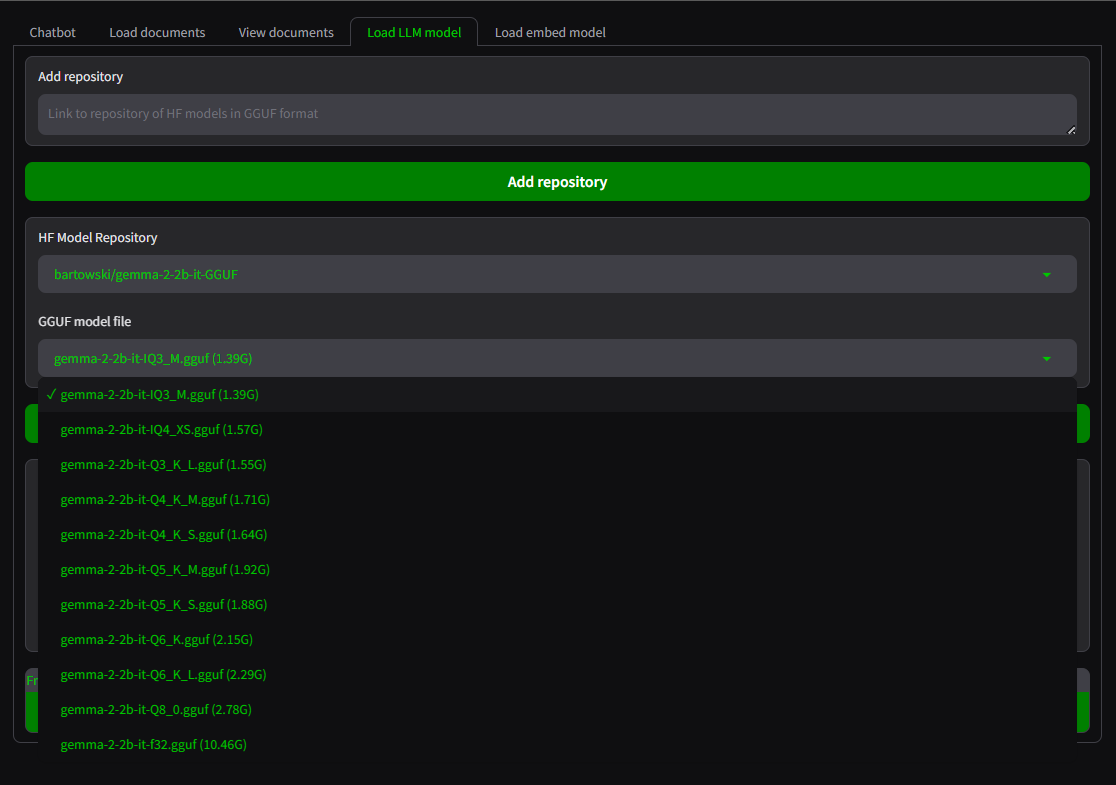 Chatbot Load documents View documents Load LLM model Load embed model
Add repository
Link to repository of HF models in GGUF format
Add repository
HF Model Repository
bartowski/gemma-2-2b-it-GGUF
GGUF model file
gemma-2-2b-it-IQ3_M.gguf (1.39G)
✓ gemma-2-2b-it-IQ3_M.gguf (1.39G)
gemma-2-2b-it-IQ4_XS.gguf (1.57G)
gemma-2-2b-it-Q3_K_L.gguf (1.55G)
gemma-2-2b-it-Q4_K_M.gguf (1.71G)
gemma-2-2b-it-Q4_K_S.gguf (1.64G)
gemma-2-2b-it-Q5_K_M.gguf (1.92G)
gemma-2-2b-it-Q5_K_S.gguf (1.88G)
gemma-2-2b-it-Q6_K.gguf (2.15G)
gemma-2-2b-it-Q6_K_L.gguf (2.29G)
Fr
gemma-2-2b-it-Q8_0.gguf (2.78G)
gemma-2-2b-it-f32.gguf (10.46G)